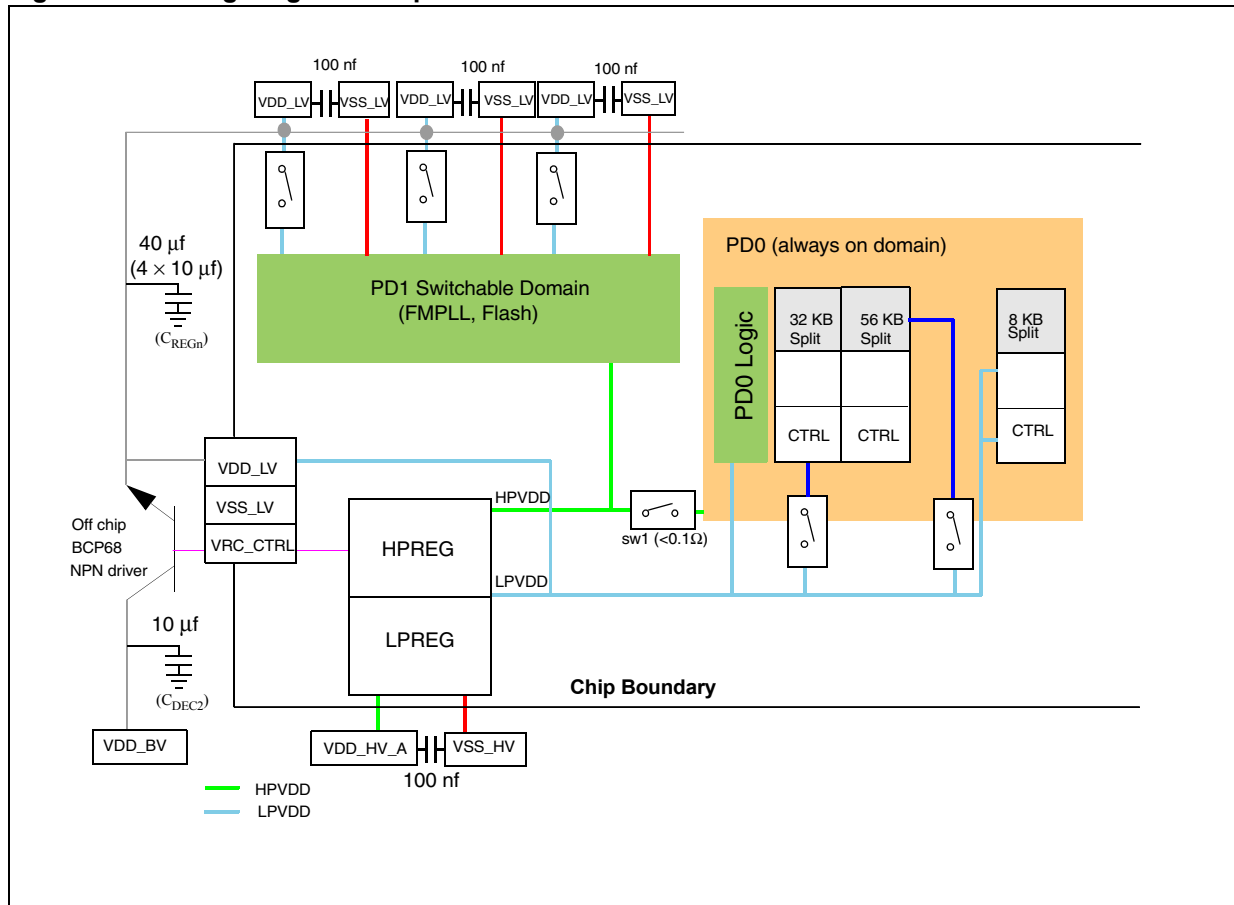 100 nf
100 nf
100 nf
VDD_LV
VSS_LV
VDD_LV
VSS_LV
VDD_LV
VSS_LV
40 μf
(4 × 10 μf)
(CREGn)
PD1 Switchable Domain
(FMPLL, Flash)
PD0 (always on domain)
PD0 Logic
32 KB
Split
56 KB
Split
8 KB
Split
CTRL
CTRL
CTRL
VDD_LV
VSS_LV
VRC_CTRL
Off chip
BCP68
NPN driver
HPVDD
sw1 (<0.1Ω)
HPREG
LPVDD
LPREG
10 μf
(CDEC2)
Chip Boundary
VDD_BV
VDD_HV_A
VSS_HV
100 nf
HPVDD
LPVDD